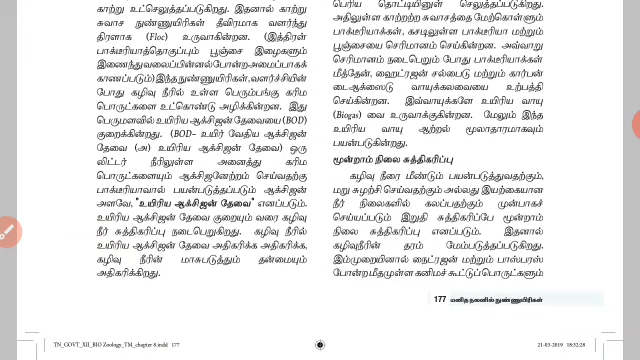 காற்று உட்செலுத்தப்படுகிறது. இதனால் காற்று
சுவாச நுண்ணுயிரிகள் தீவிரமாக வளர்ந்து
திரளாக (Floc) உருவாகின்றன. (இத்திரள்
பாக்டீரியாத்தொகுப்பும் பூஞ்சை இழைகளும்
இணைந்துவலைப்பின்னல்போன்றஅமைப்பாகக்
காணப்படும்) இந்தநுண்ணுயிரிகள்,வளர்ச்சியின்
போது கழிவு நீரில் உள்ள பெரும்பங்கு கரிம
பொருட்களை உட்கொண்டு அழிக்கின்றன. இது
பெருமளவில் உயிரிய ஆக்சிஜன் தேவையை (BOD)
குறைக்கின்றது. (BOD- உயிர் வேதிய ஆக்சிஜன்
தேவை (அ) உயிரிய ஆக்சிஜன் தேவை) ஒரு
லிட்டர் நீரிலுள்ள அனைத்து கரிம
பொருட்களையும் ஆக்சிஜனேற்றம் செய்வதற்கு
பாக்டீரியாவால் பயன்படுத்தப்படும் ஆக்சிஜன்
அளவே, "உயிரிய ஆக்சிஜன் தேவை" எனப்படும்.
உயிரிய ஆக்சிஜன் தேவை குறையும் வரை கழிவு
நீர் சுத்திகரிப்பு நடைபெறுகிறது. கழிவு நீரில்
உயிரிய ஆக்சிஜன் தேவை அதிகரிக்க அதிகரிக்க,
கழிவு நீரின் மாசுபடுத்தும் தன்மையும்
அதிகரிக்கிறது.
பெரிய தொட்டியினுள் செலுத்தப்படுகிறது.
அதிலுள்ள காற்றற்ற சுவாசத்தை மேற்கொள்ளும்
பாக்டீரியாக்கள், கசடிலுள்ள பாக்டீரியா மற்றும்
பூஞ்சையை செரிமானம் செய்கின்றன. அவ்வாறு
செரிமானம் நடைபெறும் போது பாக்டீரியாக்கள்
மீத்தேன், ஹைட்ரஜன் சல்பைடு மற்றும் கார்பன்
டைஆக்ஸைடு வாயுக்கலவையை உற்பத்தி
செய்கின்றன. இவ்வாயுக்களே உயிரிய வாயு
(Biogas) வை உருவாக்குகின்றன. மேலும் இந்த
உயிரிய வாயு ஆற்றல் மூலாதாரமாகவும்
பயன்படுகின்றது.
மூன்றாம் நிலை சுத்திகரிப்பு
கழிவு நீரை மீண்டும் பயன்படுத்துவதற்கும்,
மறு சுழற்சி செய்வதற்கும் அல்லது இயற்கையான
நீர் நிலைகளில் கலப்பதற்கும் முன்பாகச்
செய்யப்படும் இறுதி சுத்திகரிப்பே மூன்றாம்
நிலை சுத்திகரிப்பு எனப்படும். இதனால்
கழிவுநீரின் தரம் மேம்படுத்தப்படுகிறது.
இம்முறையினால் நைட்ரஜன் மற்றும் பாஸ்பரஸ்
போன்றமீதமுள்ள கனிமச் கூட்டுப்பொருட்களும்
177 மனித நலனில் நுண்ணுயிரிகள்
TN_GOVT_XII_BIO Zoology_TM_chapter 8.indd 177
21-03-2019 18:32:28